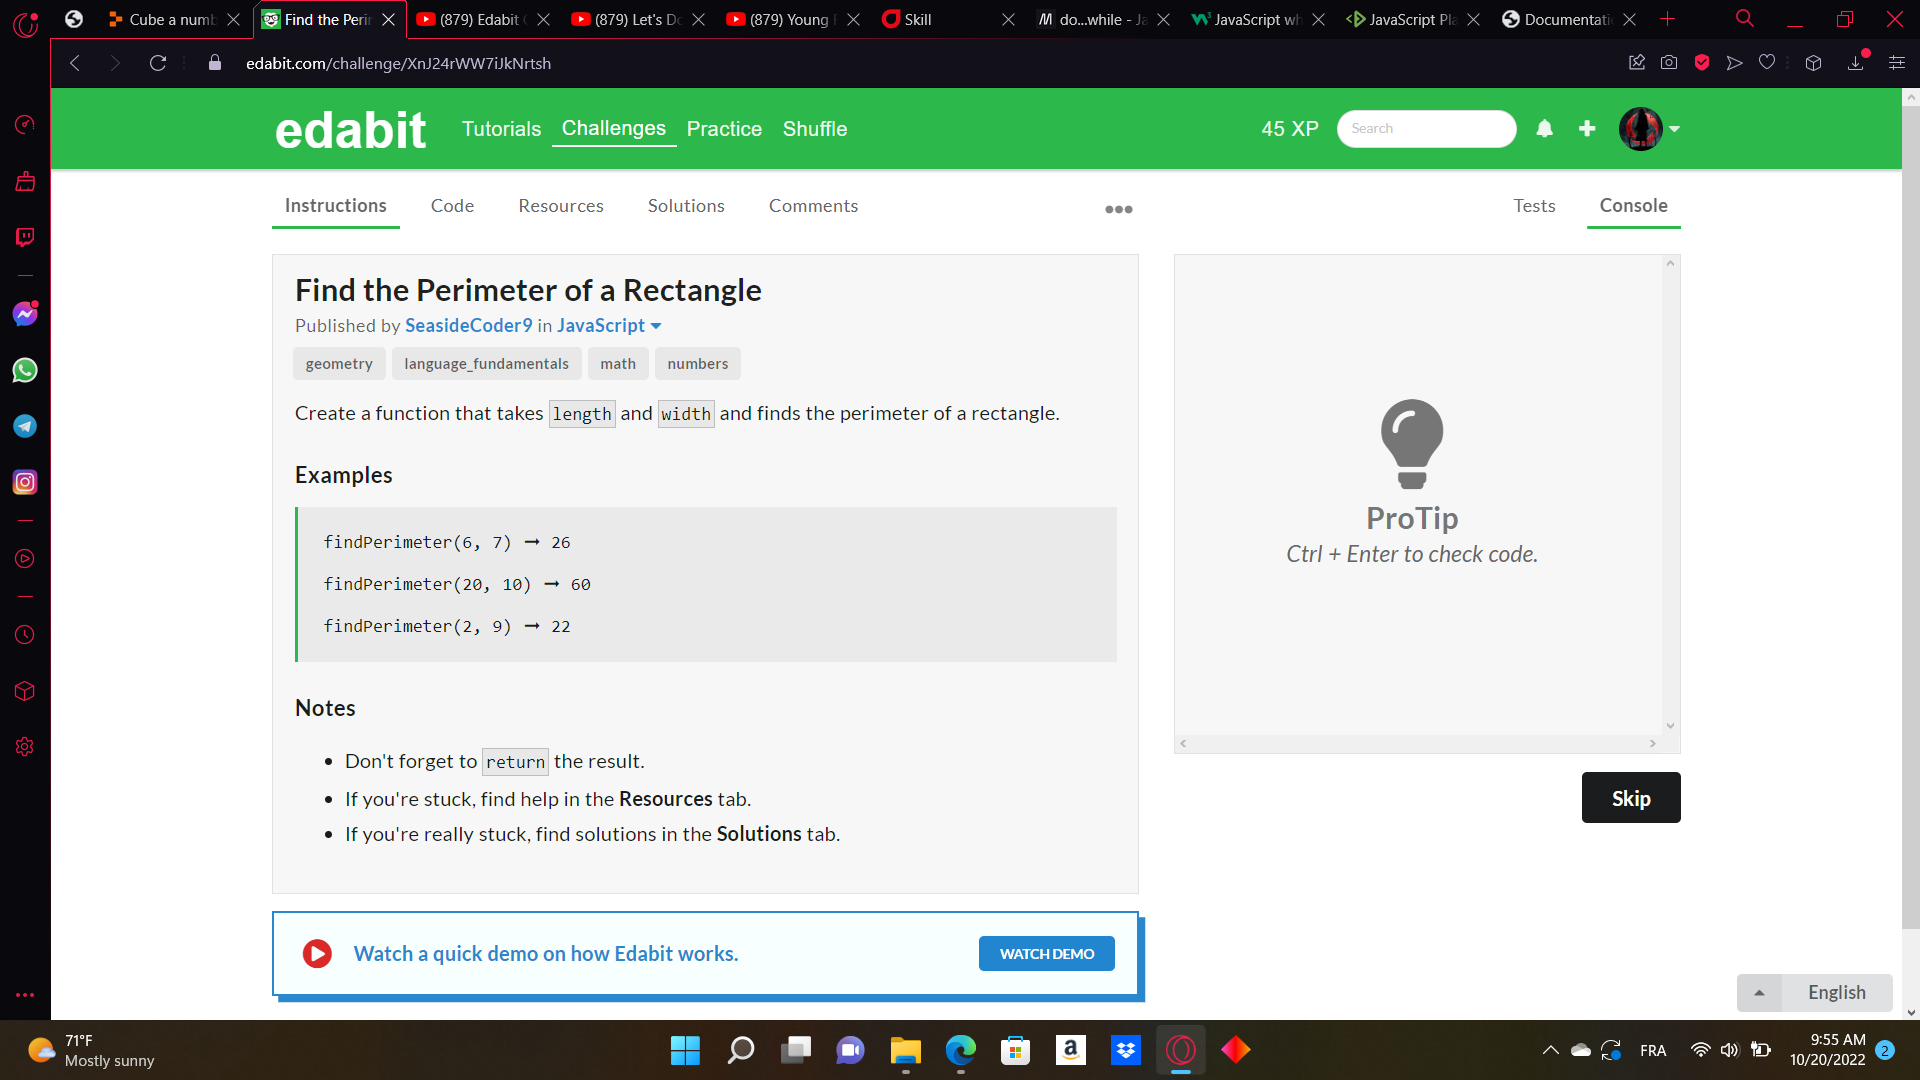 Cube a numb
Find the Peri
(879) Edabit
(879) Let's Do
(879) Young
Skill
do...while - Ja
JavaScript wh
JavaScript Pla
Documentati
edabit.com/challenge/XnJ24rWW7iJkNrtsh
edabit
Tutorials
Challenges
Practice
Shuffle
45 XP
Search
Instructions
Code
Resources
Solutions
Comments
Tests
Console
Find the Perimeter of a Rectangle
Published by SeasideCoder9 in JavaScript
geometry
language_fundamentals
math
numbers
Create a function that takes length and width and finds the perimeter of a rectangle.
Examples
findPerimeter(6, 7) ➞ 26
findPerimeter(20, 10) ➞ 60
findPerimeter(2, 9) ➞ 22
Notes
• Don't forget to return the result.
• If you're stuck, find help in the Resources tab.
• If you're really stuck, find solutions in the Solutions tab.
ProTip
Ctrl + Enter to check code.
Skip
Watch a quick demo on how Edabit works.
WATCH DEMO
English
71°F
Mostly sunny
FRA
9:55 AM
10/20/2022
2